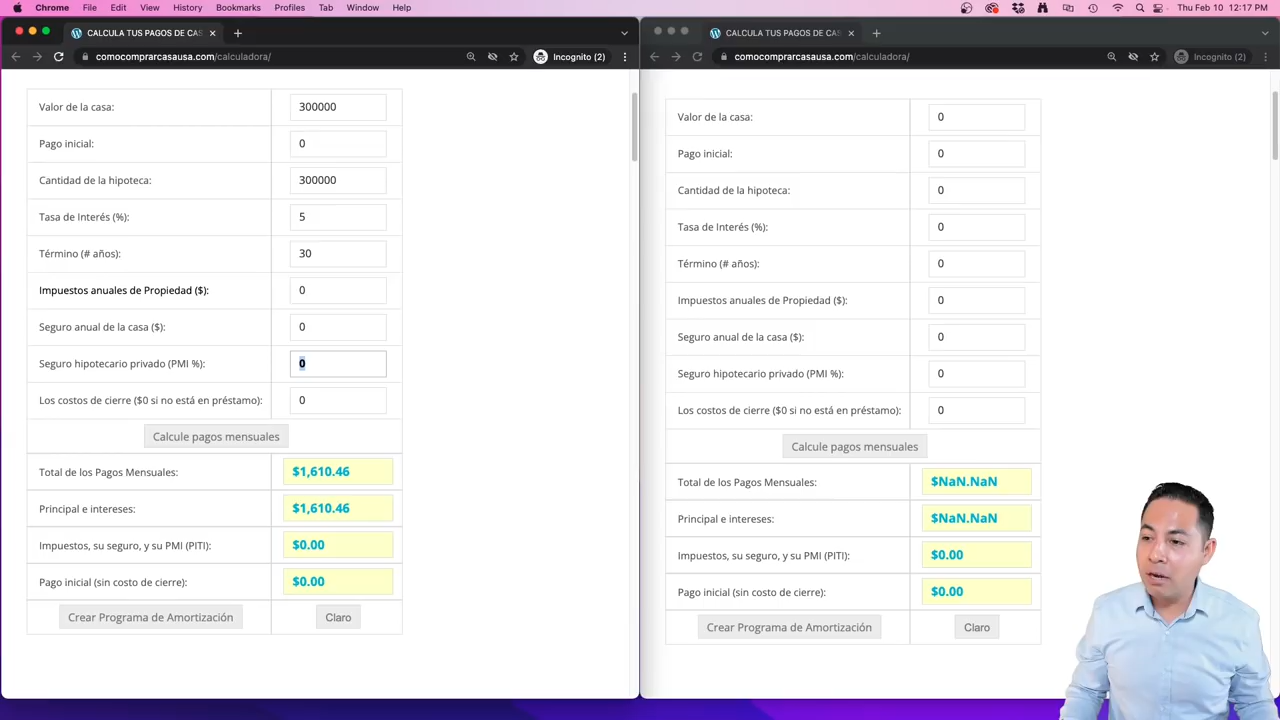 Chrome File Edit View History Bookmarks Profiles Tab Window Help Thu Feb 10 12:17 PM
CALCULA TUS PAGOS DE CAS
comocomprarcasausa.com/calculadora/ Incognito (2)
Valor de la casa: 300000
Pago inicial: 0
Cantidad de la hipoteca: 300000
Tasa de Interés (%): 5
Término (# años): 30
Impuestos anuales de Propiedad ($): 0
Seguro anual de la casa ($): 0
Seguro hipotecario privado (PMI %): 0
Los costos de cierre ($0 si no está en préstamo): 0
Calcule pagos mensuales
Total de los Pagos Mensuales: $1,610.46
Principal e intereses: $1,610.46
Impuestos, su seguro, y su PMI (PITI): $0.00
Pago inicial (sin costo de cierre): $0.00
Crear Programa de Amortización Claro
CALCULA TUS PAGOS DE CAS
comocomprarcasausa.com/calculadora/ Incognito (2)
Valor de la casa: 0
Pago inicial: 0
Cantidad de la hipoteca: 0
Tasa de Interés (%): 0
Término (# años): 0
Impuestos anuales de Propiedad ($): 0
Seguro anual de la casa ($): 0
Seguro hipotecario privado (PMI %): 0
Los costos de cierre ($0 si no está en préstamo): 0
Calcule pagos mensuales
Total de los Pagos Mensuales: $NaN.NaN
Principal e intereses: $NaN.NaN
Impuestos, su seguro, y su PMI (PITI): $0.00
Pago inicial (sin costo de cierre): $0.00
Crear Programa de Amortización Claro